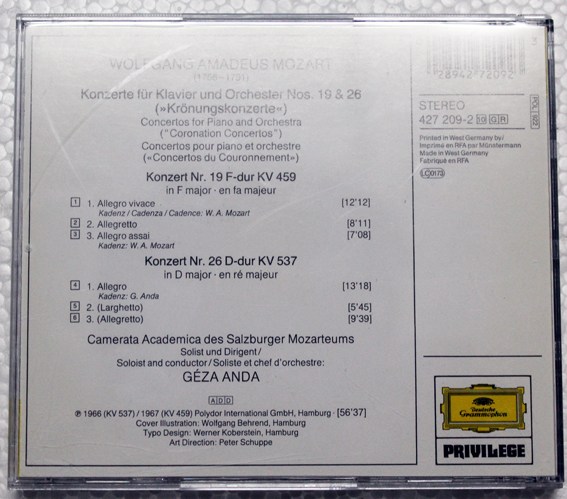 WOLFGANG AMADEUS MOZART
(1756–1791)
Konzerte für Klavier und Orchester Nos. 19 & 26
(»Krönungskonzerte«)
Concertos for Piano and Orchestra
("Coronation Concertos")
Concertos pour piano et orchestre
(«Concertos du Couronnement»)
Konzert Nr. 19 F-dur KV 459
in F major · en fa majeur
1 1. Allegro vivace [12'12]
Kadenz / Cadenza / Cadence: W. A. Mozart
2 2. Allegretto [8'11]
3 3. Allegro assai [7'08]
Kadenz: W. A. Mozart
Konzert Nr. 26 D-dur KV 537
in D major · en ré majeur
4 1. Allegro [13'18]
Kadenz: G. Anda
5 2. (Larghetto) [5'45]
6 3. (Allegretto) [9'39]
Camerata Academica des Salzburger Mozarteums
Solist und Dirigent/
Soloist and conductor / Soliste et chef d'orchestre:
GÉZA ANDA
ADD
℗ 1966 (KV 537) / 1967 (KV 459) Polydor International GmbH, Hamburg · [56'37]
Cover Illustration: Wolfgang Behrend, Hamburg
Typo Design: Werner Koberstein, Hamburg
Art Direction: Peter Schuppe
28942 72092
STEREO
427 209-2 GR
Printed in West Germany by/
Imprimé en RFA par Münstermann
Made in West Germany
Fabriqué en RFA
LC 0173
Deutsche
Grammophon
PRIVILEGE